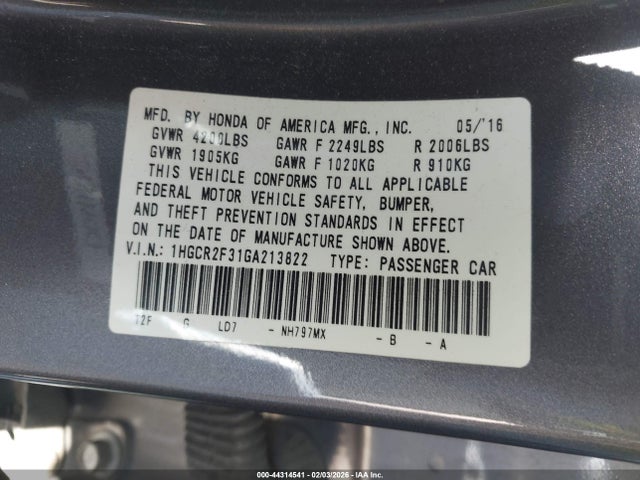 MFD. BY HONDA OF AMERICA MFG., INC. 05/'16
GVWR 4200LBS GAWR F 2249LBS R 2006LBS
GVWR 1905KG GAWR F 1020KG R 910KG
THIS VEHICLE CONFORMS TO ALL APPLICABLE
FEDERAL MOTOR VEHICLE SAFETY, BUMPER,
AND THEFT PREVENTION STANDARDS IN EFFECT
ON THE DATE OF MANUFACTURE SHOWN ABOVE.
V.I.N.: 1HGCR2F31GA213822 TYPE: PASSENGER CAR
T2F G LD7 - NH797MX - B - A
000-44314541 - 02/03/2026 - IAA Inc.